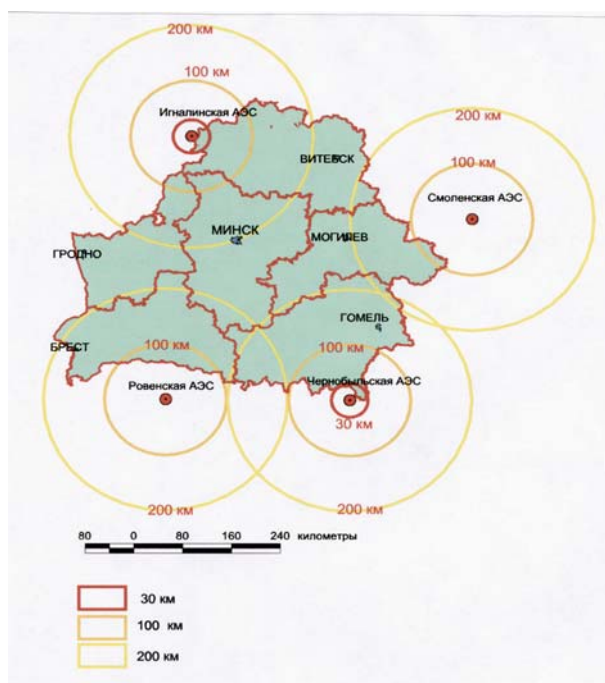 200 км
100 км
Игналинская АЭС
200 км
ВИТЕБСК
100 км
Смоленская АЭС
МИНСК
МОГИЛЕВ
ГРОДНО
ГОМЕЛЬ
БРЕСТ
100 км
100 км
Ровенская АЭС
Чернобыльская АЭС
30 км
200 км
200 км
80 0 80 160 240 километры
30 км
100 км
200 км